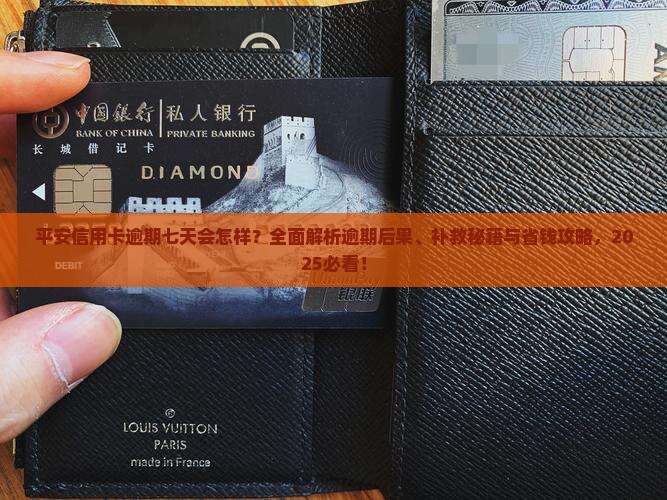 中国银行 私人银行
BANK OF CHINA PRIVATE BANKING
长城借记卡
DIAMOND
平安信用卡逾期七天会怎样？全面解析逾期后果、补救秘籍与省钱攻略，20
25必看！
DEBIT
银联
LOUIS VUITTON
PARIS
made in France